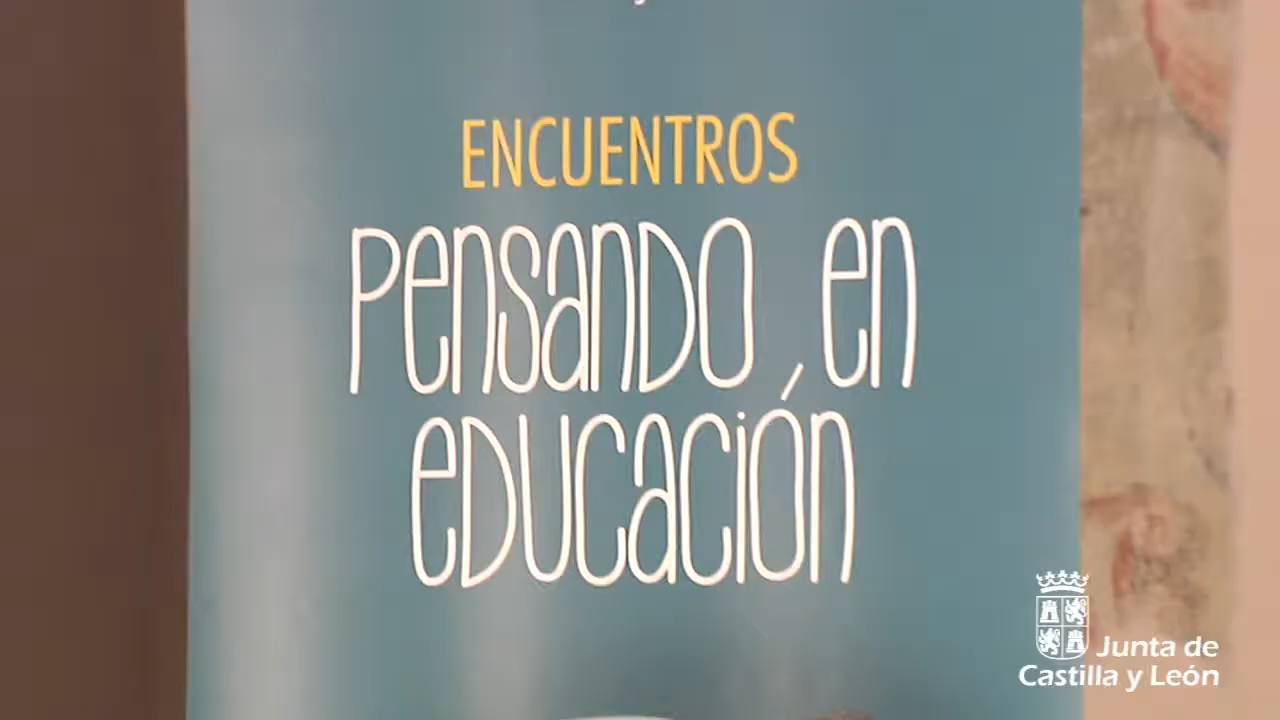 ENCUENTROS
Pensando en
educación
Junta de
Castilla y León